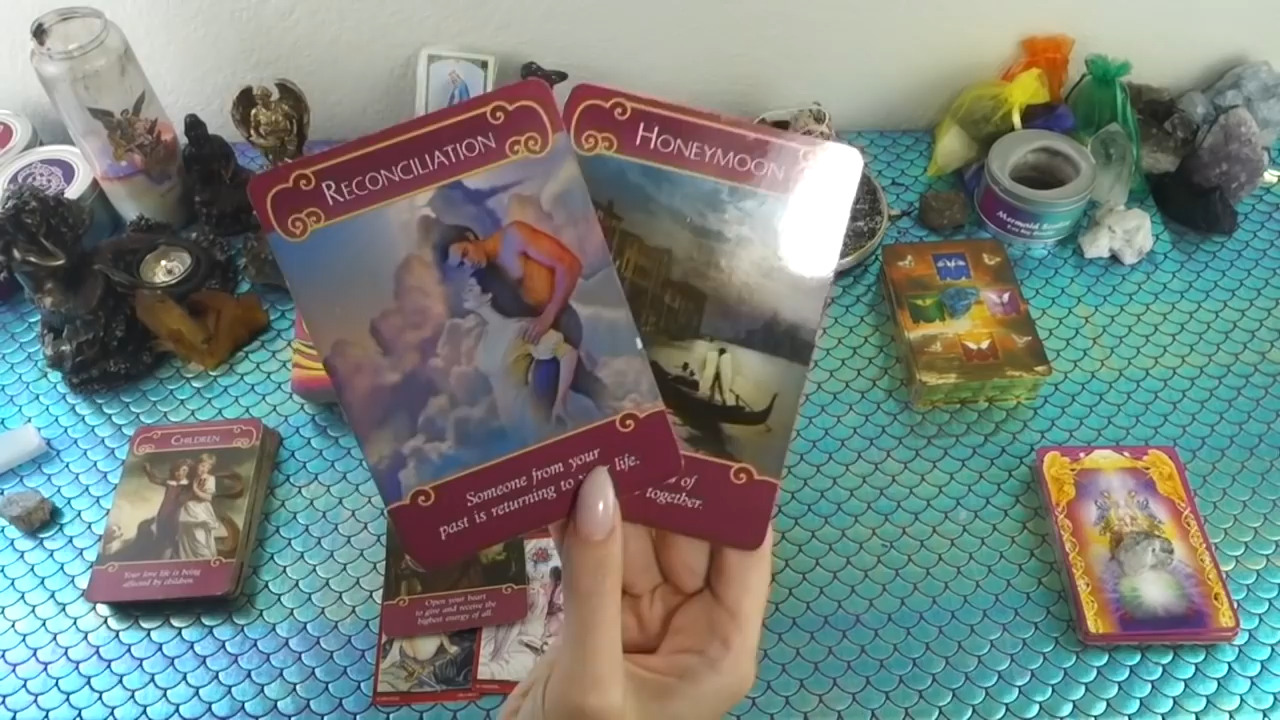 RECONCILIATION
Someone from your
past is returning to life.
HONEYMOON
of
together.
CHILDREN
Your love life is being
affected by children
Open your heart
to give and receive the
highest energy of all.
Mermaid